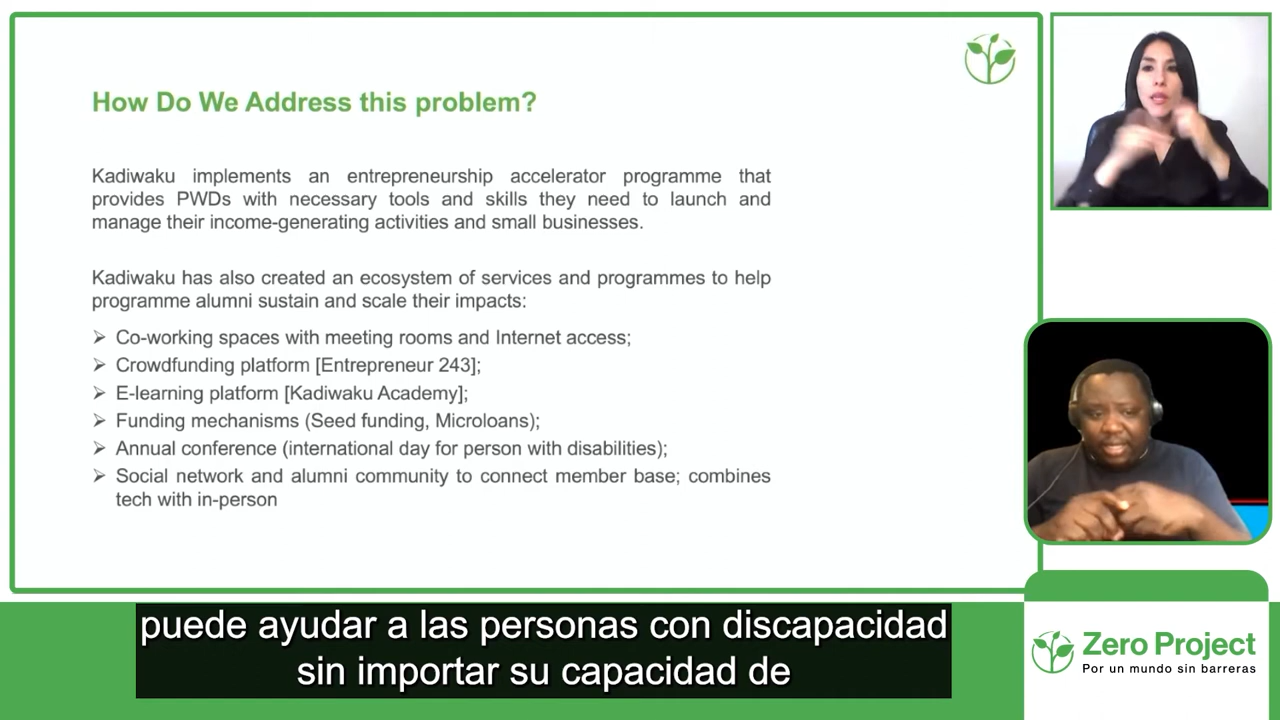 How Do We Address this problem?
Kadiwaku implements an entrepreneurship accelerator programme that
provides PWDs with necessary tools and skills they need to launch and
manage their income-generating activities and small businesses.
Kadiwaku has also created an ecosystem of services and programmes to help
programme alumni sustain and scale their impacts:
➢ Co-working spaces with meeting rooms and Internet access;
➢ Crowdfunding platform [Entrepreneur 243];
➢ E-learning platform [Kadiwaku Academy];
➢ Funding mechanisms (Seed funding, Microloans);
➢ Annual conference (international day for person with disabilities);
➢ Social network and alumni community to connect member base; combines
tech with in-person
puede ayudar a las personas con discapacidad
sin importar su capacidad de
Zero Project
Por un mundo sin barreras